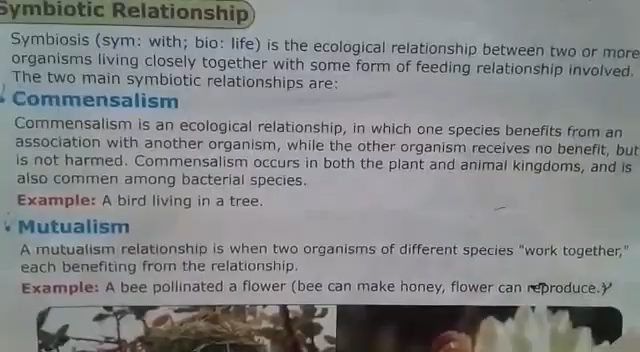 Symbiotic Relationship
Symbiosis (sym: with; bio: life) is the ecological relationship between two or more
organisms living closely together with some form of feeding relationship involved.
The two main symbiotic relationships are:
Commensalism
Commensalism is an ecological relationship, in which one species benefits from an
association with another organism, while the other organism receives no benefit, but
is not harmed. Commensalism occurs in both the plant and animal kingdoms, and is
also commen among bacterial species.
Example: A bird living in a tree.
Mutualism
A mutualism relationship is when two organisms of different species "work together,"
each benefiting from the relationship.
Example: A bee pollinated a flower (bee can make honey, flower can reproduce.)